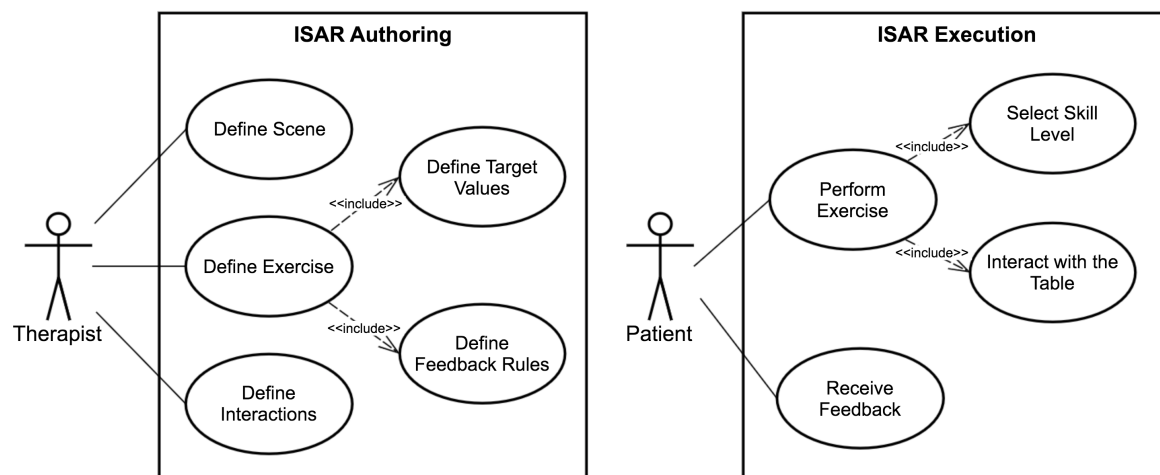 ISAR Authoring
Define Scene
Define Target
Values
<<include>>
Define Exercise
<<include>>
Define
Feedback Rules
Define
Interactions
Therapist
ISAR Execution
Select Skill
Level
<<include>>
Perform
Exercise
<<include>>
Interact with the
Table
Receive
Feedback
Patient